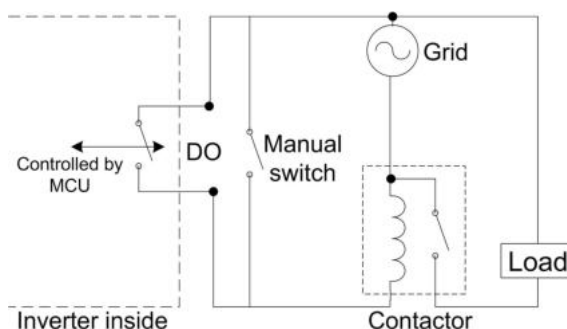 Grid
Controlled by
MCU
DO
Manual
switch
Load
Inverter inside
Contactor